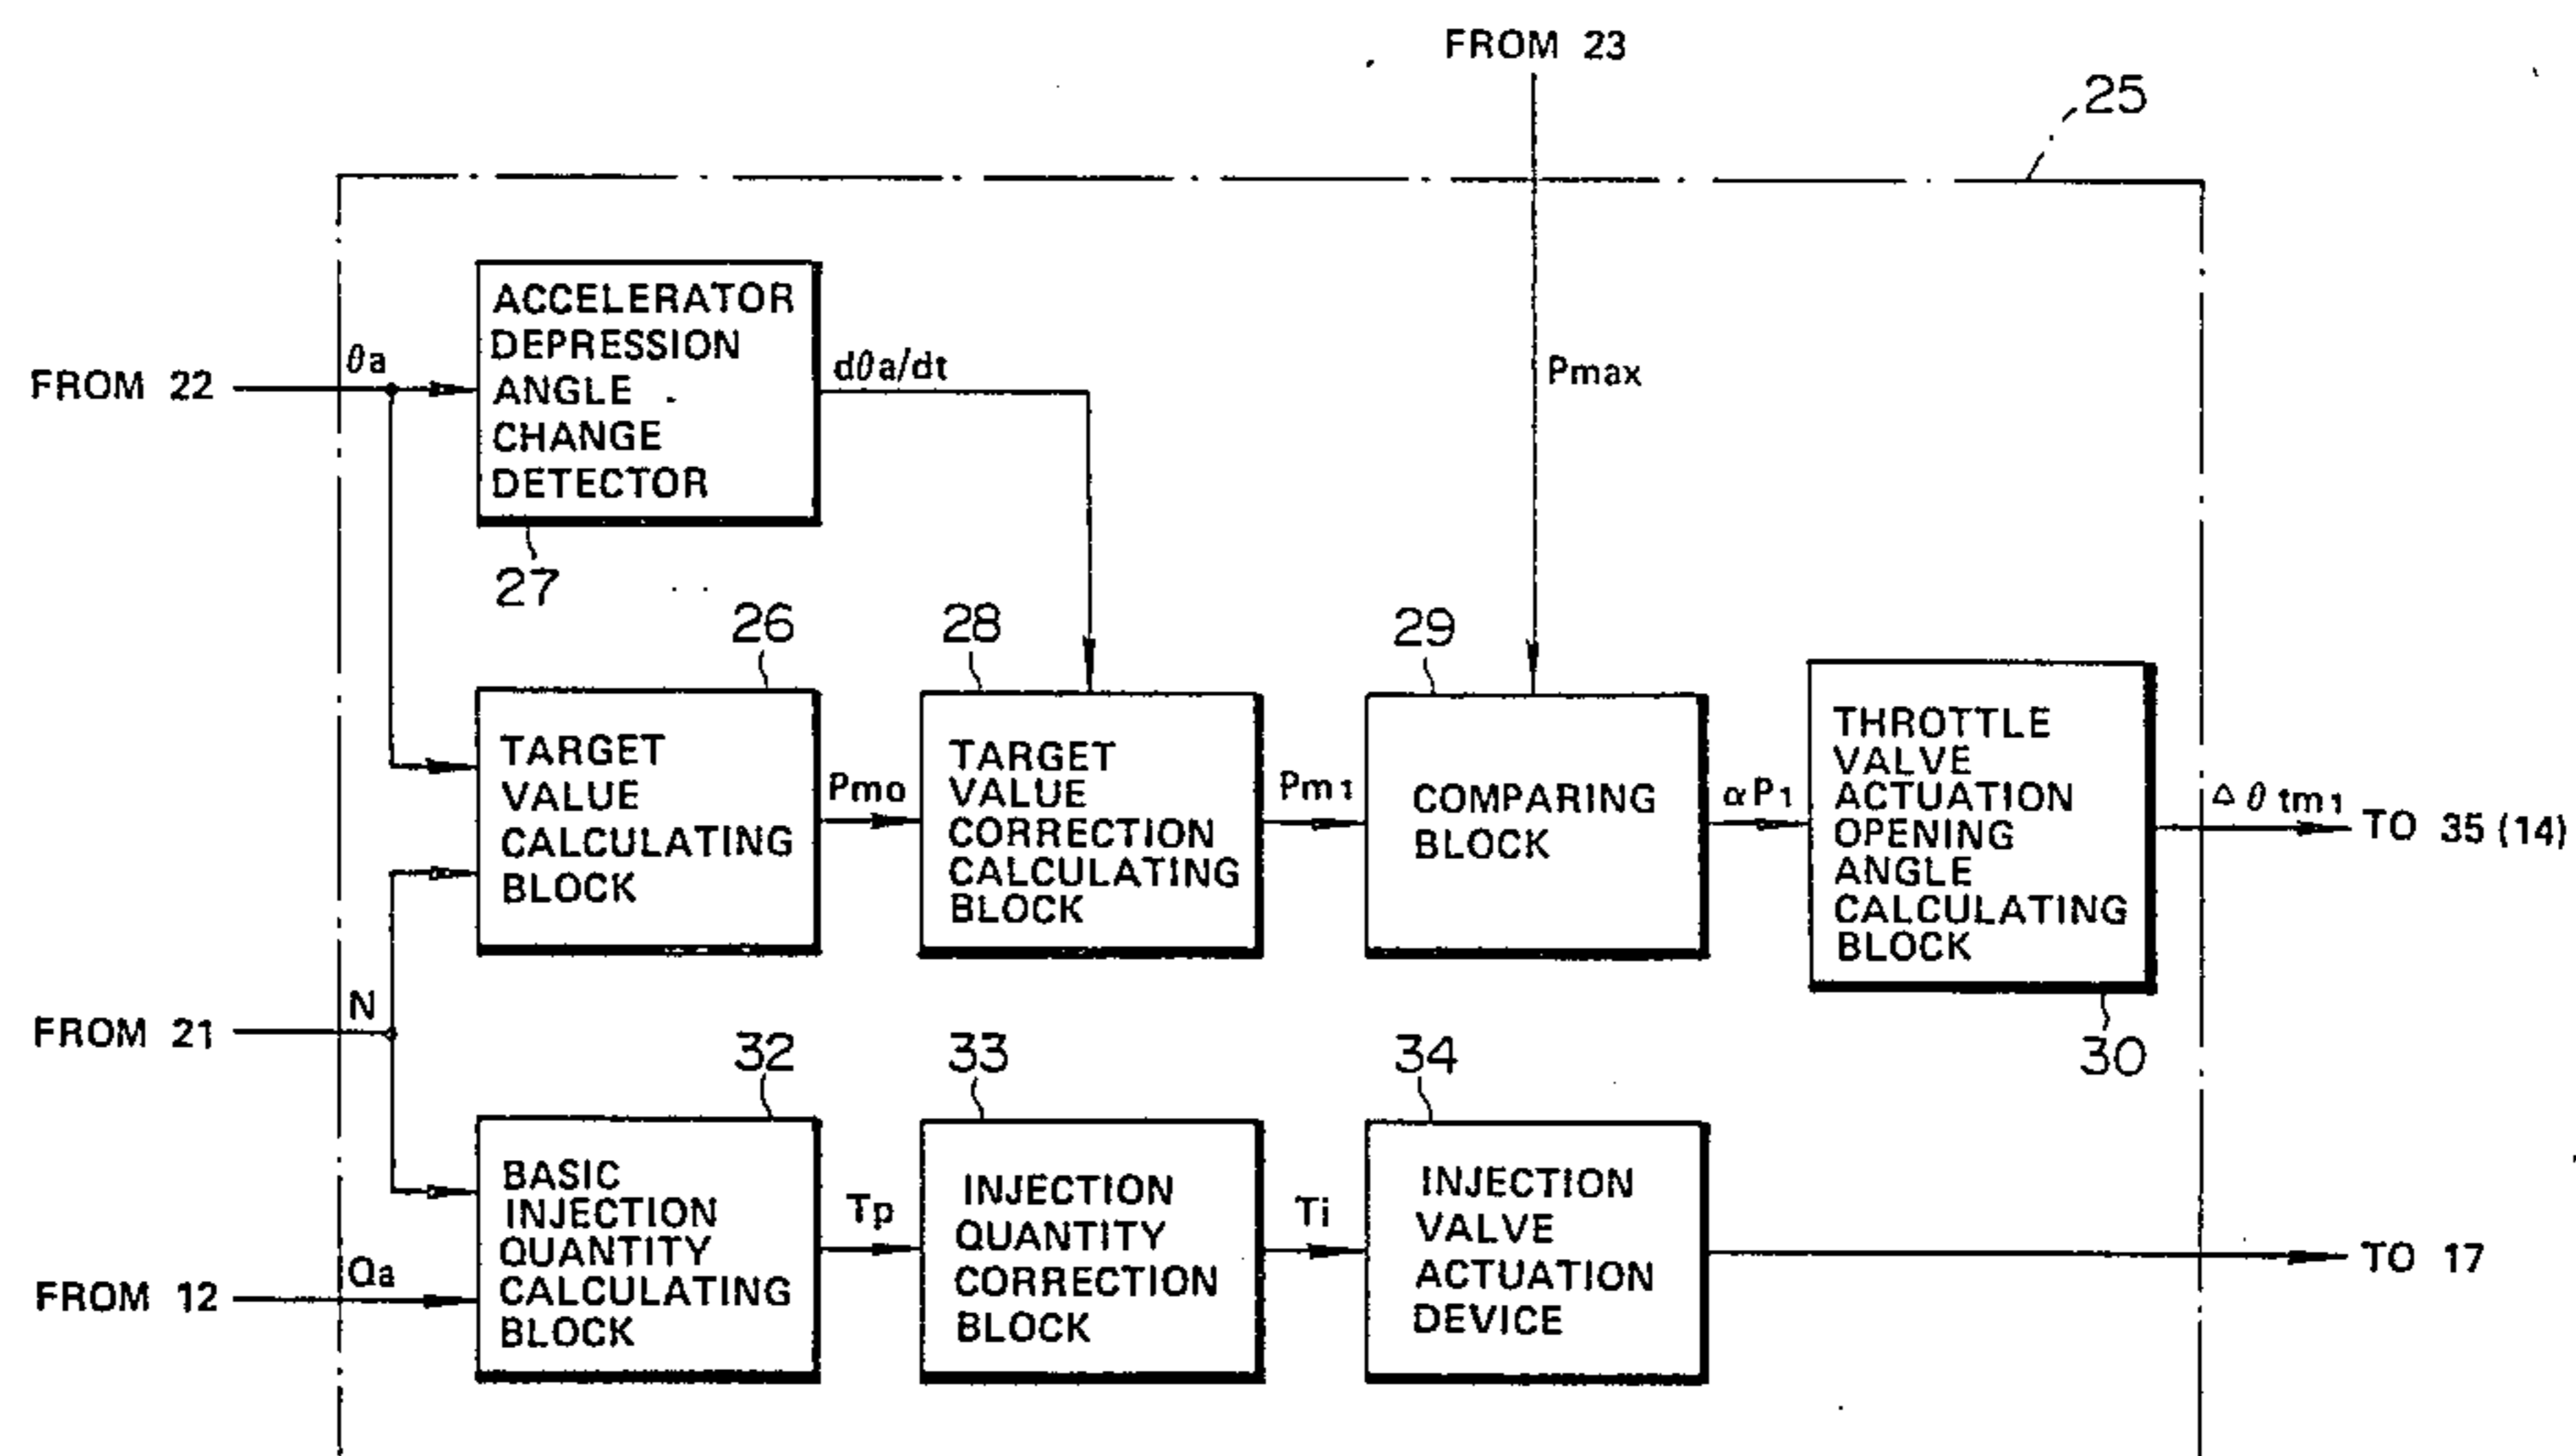 FROM 23
25
ACCELERATOR
DEPRESSION
ANGLE
CHANGE
DETECTOR
FROM 22
θa
dθa/dt
Pmax
27
26
28
29
TARGET
VALUE
CALCULATING
BLOCK
Pmo
TARGET
VALUE
CORRECTION
CALCULATING
BLOCK
Pm1
COMPARING
BLOCK
αP1
THROTTLE
VALVE
ACTUATION
OPENING
ANGLE
CALCULATING
BLOCK
Δθtm1
TO 35 (14)
30
FROM 21
N
32
33
34
BASIC
INJECTION
QUANTITY
CALCULATING
BLOCK
Tp
INJECTION
QUANTITY
CORRECTION
BLOCK
Ti
INJECTION
VALVE
ACTUATION
DEVICE
TO 17
FROM 12
Qa